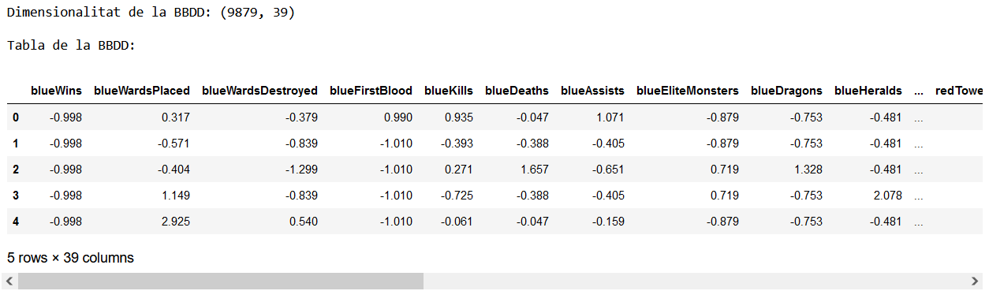 Dimensionalitat de la BBDD: (9879, 39)
Tabla de la BBDD:
blueWins blueWardsPlaced blueWardsDestroyed blueFirstBlood blueKills blueDeaths blueAssists blueEliteMonsters blueDragons blueHeralds ... redTowe
0 -0.998 0.317 -0.379 0.990 0.935 -0.047 1.071 -0.879 -0.753 -0.481 ...
1 -0.998 -0.571 -0.839 -1.010 -0.393 -0.388 -0.405 -0.879 -0.753 -0.481 ...
2 -0.998 -0.404 -1.299 -1.010 0.271 1.657 -0.651 0.719 1.328 -0.481 ...
3 -0.998 1.149 -0.839 -1.010 -0.725 -0.388 -0.405 0.719 -0.753 2.078 ...
4 -0.998 2.925 0.540 -1.010 -0.061 -0.047 -0.159 -0.879 -0.753 -0.481 ...
5 rows × 39 columns